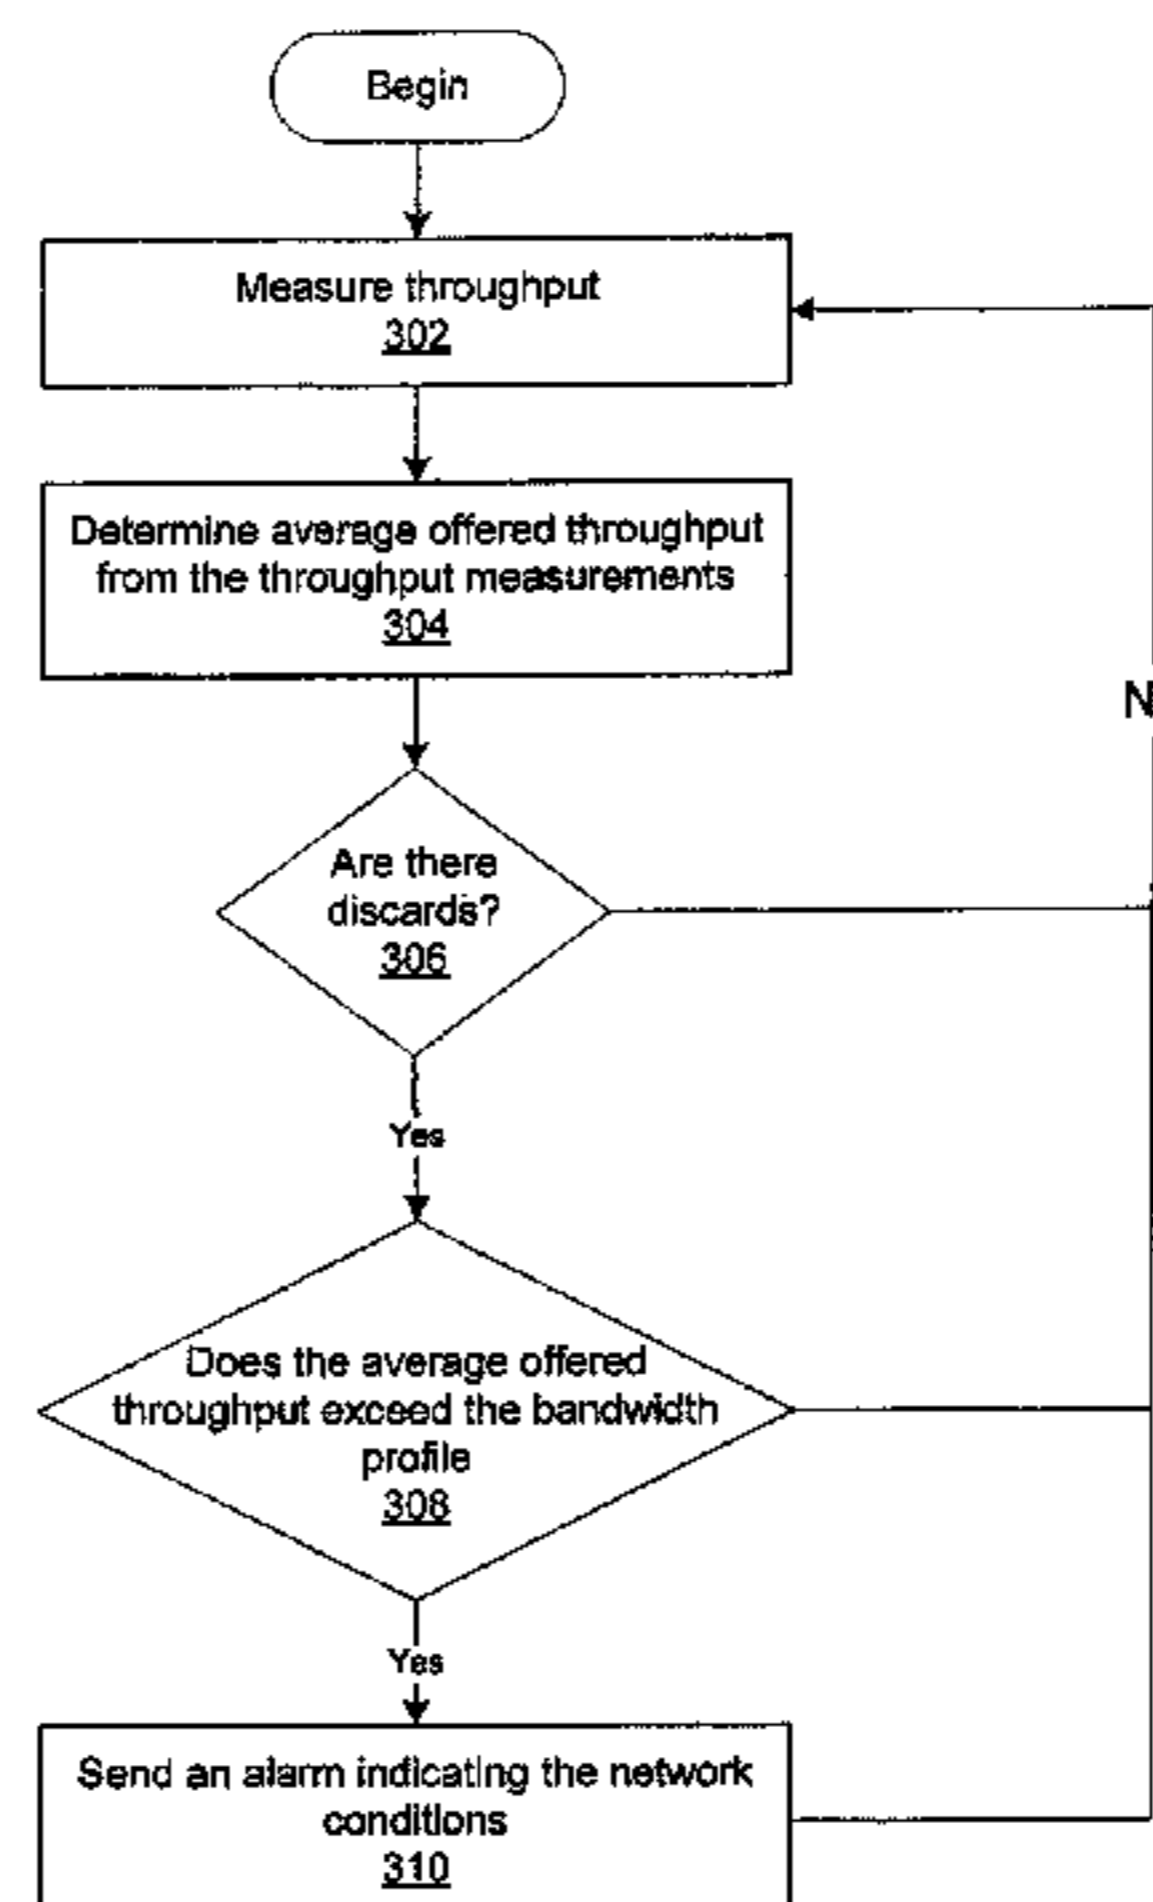 Begin
Measure throughput
302
Determine average offered throughput
from the throughput measurements
304
N
Are there
discards?
306
Yes
Does the average offered
throughput exceed the bandwidth
profile
308
Yes
Send an alarm indicating the network
conditions
310